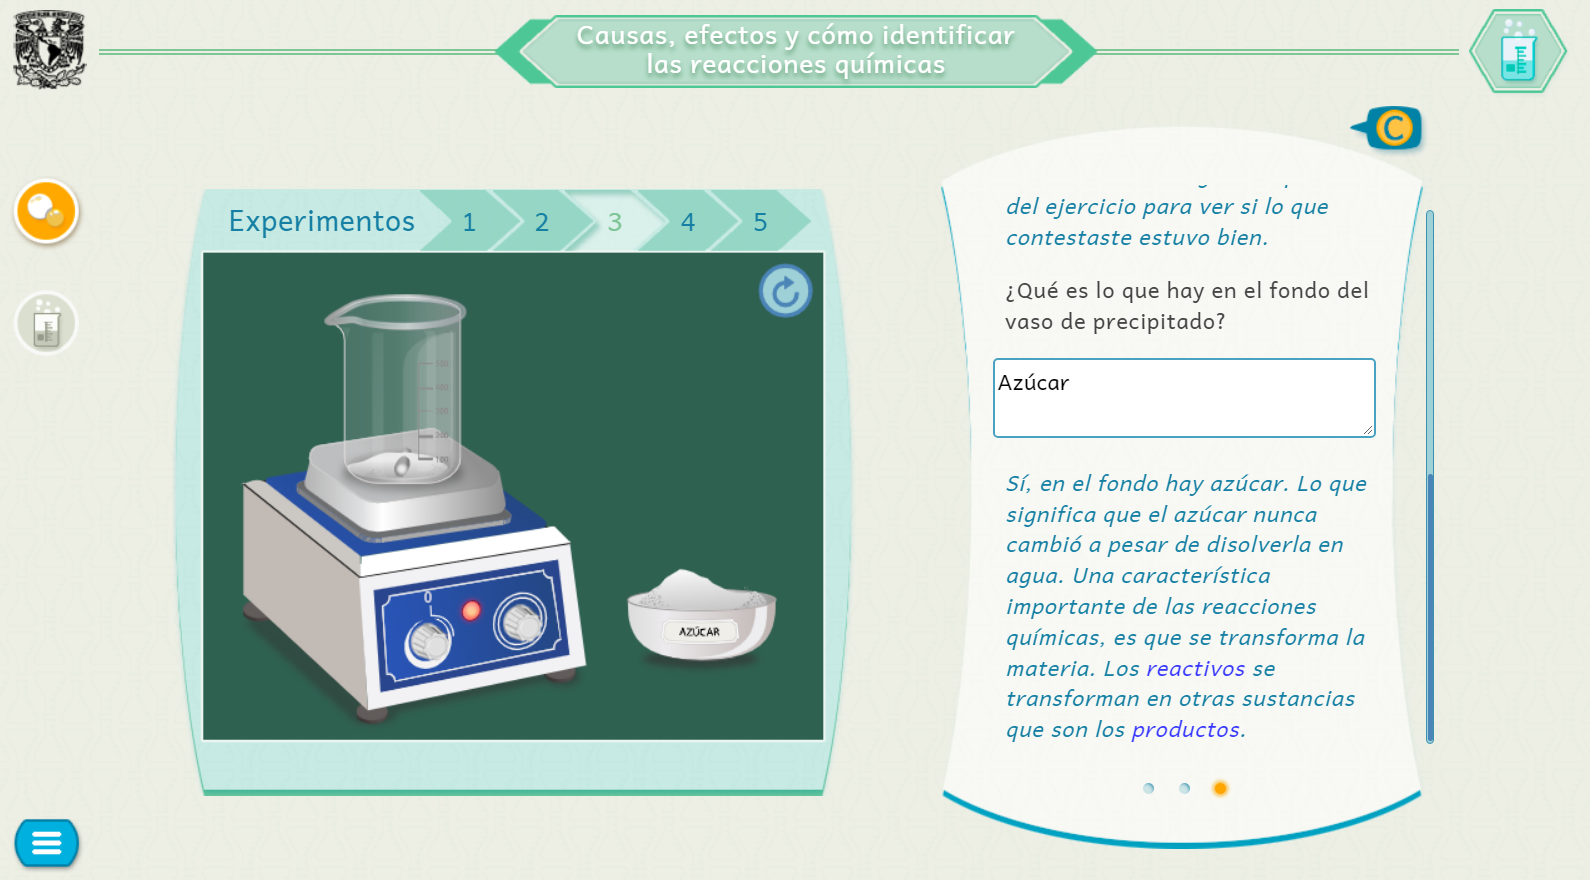 Causas, efectos y cómo identificar
las reacciones químicas
C
Experimentos 1 2 3 4 5
100
200
0
AZÚCAR
del ejercicio para ver si lo que
contestaste estuvo bien.
¿Qué es lo que hay en el fondo del
vaso de precipitado?
Azúcar
Sí, en el fondo hay azúcar. Lo que
significa que el azúcar nunca
cambió a pesar de disolverla en
agua. Una característica
importante de las reacciones
químicas, es que se transforma la
materia. Los reactivos se
transforman en otras sustancias
que son los productos.